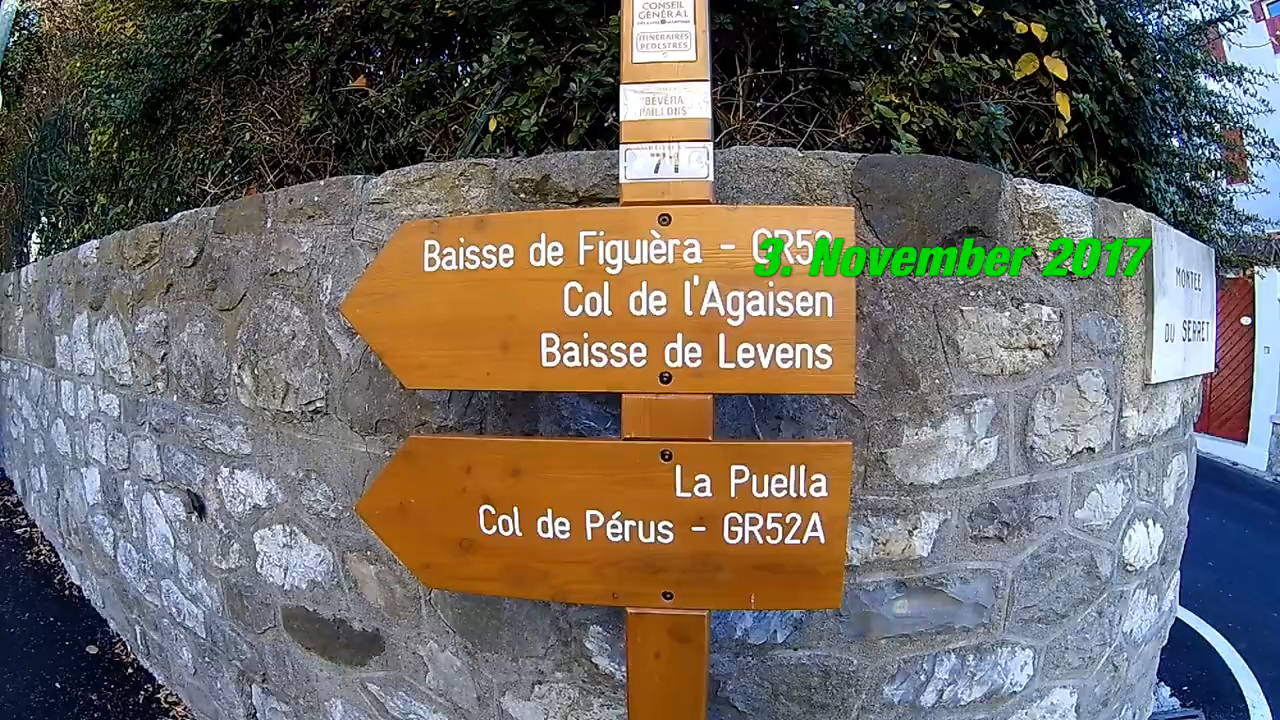 CONSEIL
GÉNÉRAL
ITINÉRAIRES
PÉDESTRES
BÉVÉRA
PAILLONS
71
Baisse de Figuièra - GR52
3. November 2017
Col de l'Agaisen
Baisse de Levens
MONTÉE
DU SERRET
La Puella
Col de Pérus - GR52A